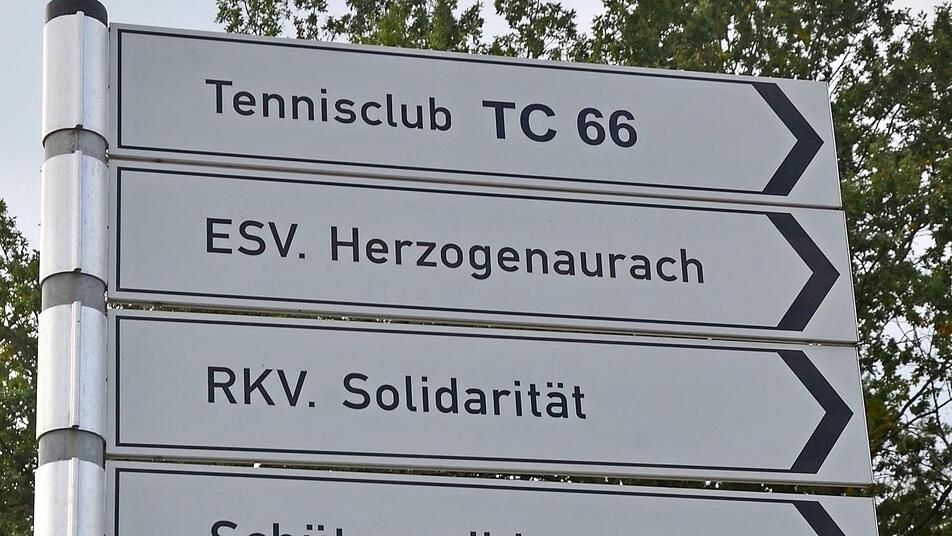 Tennisclub TC 66
ESV. Herzogenaurach
RKV. Solidarität